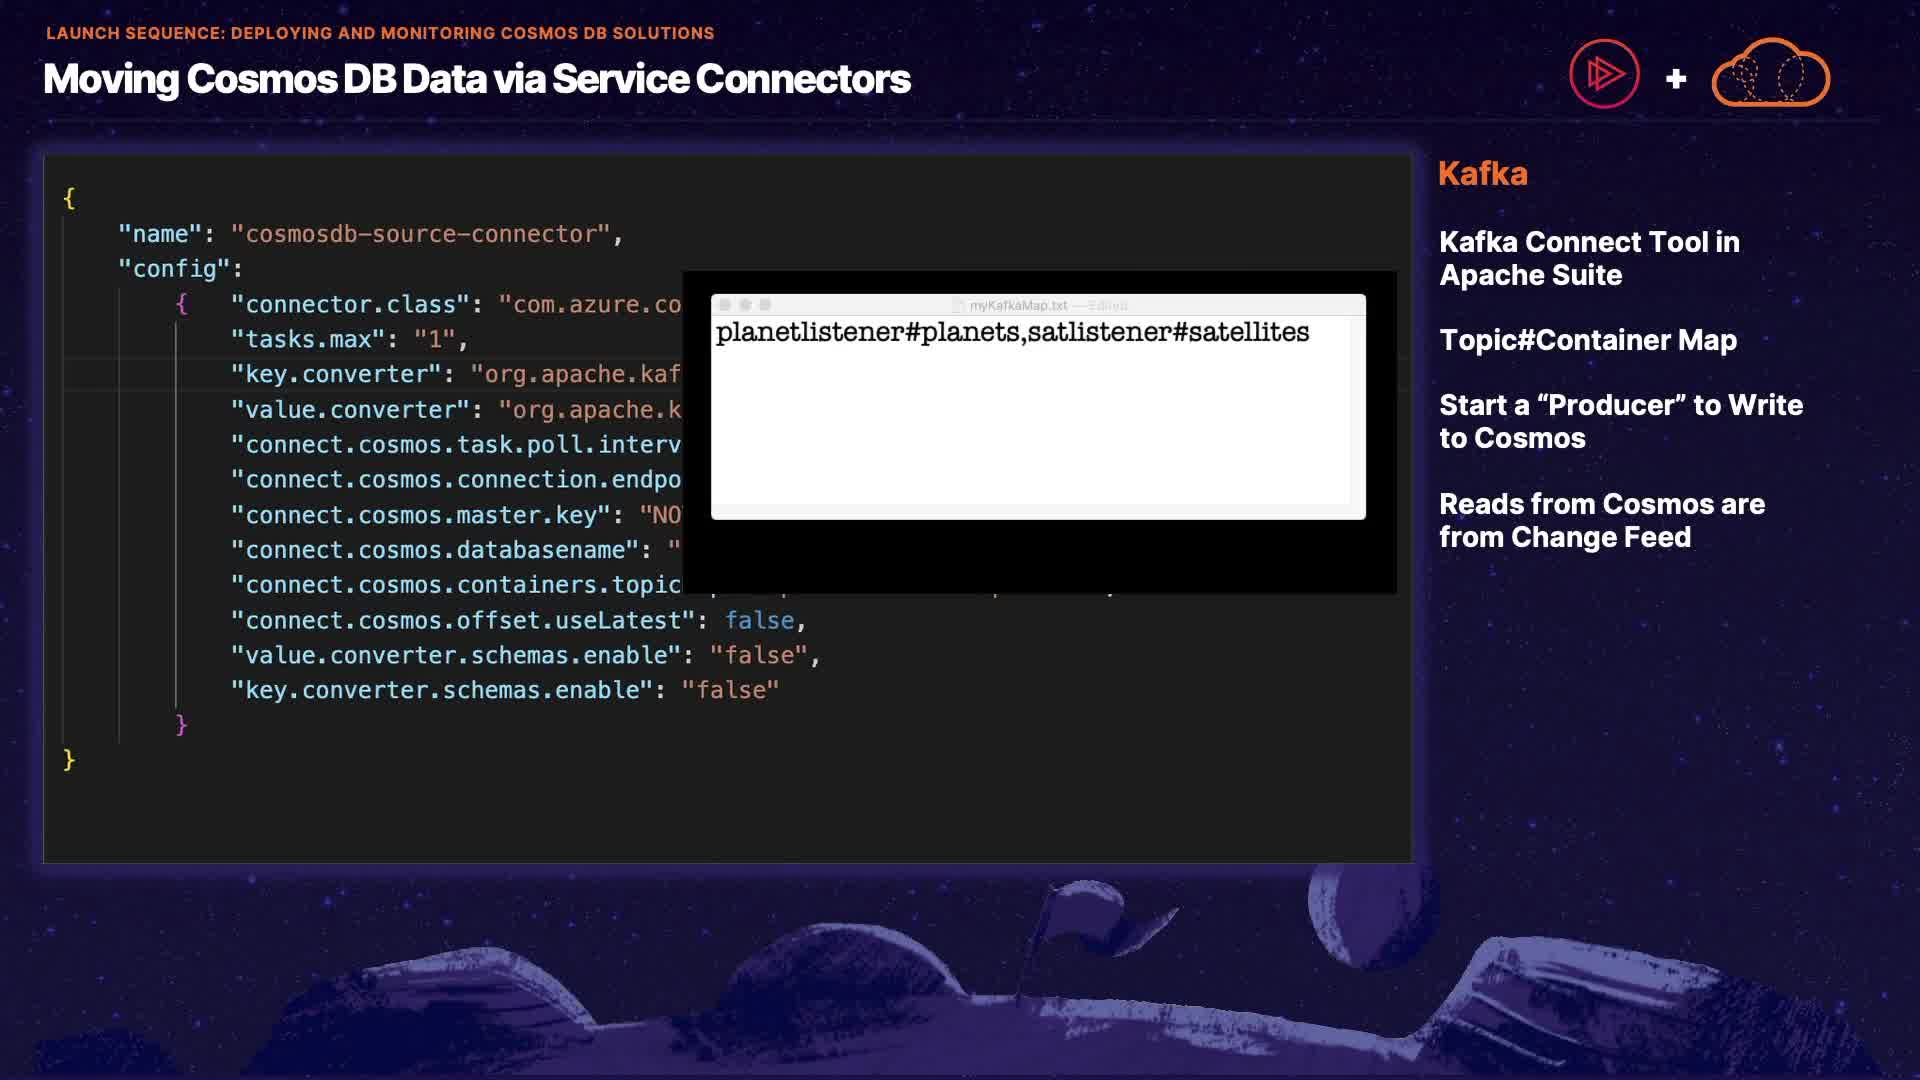 LAUNCH SEQUENCE: DEPLOYING AND MONITORING COSMOS DB SOLUTIONS
Moving Cosmos DB Data via Service Connectors
+
{
"name": "cosmosdb-source-connector",
"config":
{ "connector.class": "com.azure.co
"tasks.max": "1",
"key.converter": "org.apache.kaf
"value.converter": "org.apache.k
"connect.cosmos.task.poll.interv
"connect.cosmos.connection.endpo
"connect.cosmos.master.key": "NO
"connect.cosmos.databasename": "
"connect.cosmos.containers.topic
"connect.cosmos.offset.useLatest": false,
"value.converter.schemas.enable": "false",
"key.converter.schemas.enable": "false"
}
}
myKafkaMap.txt — Edited
planetlistener#planets,satlistener#satellites
Kafka
Kafka Connect Tool in
Apache Suite
Topic#Container Map
Start a “Producer” to Write
to Cosmos
Reads from Cosmos are
from Change Feed